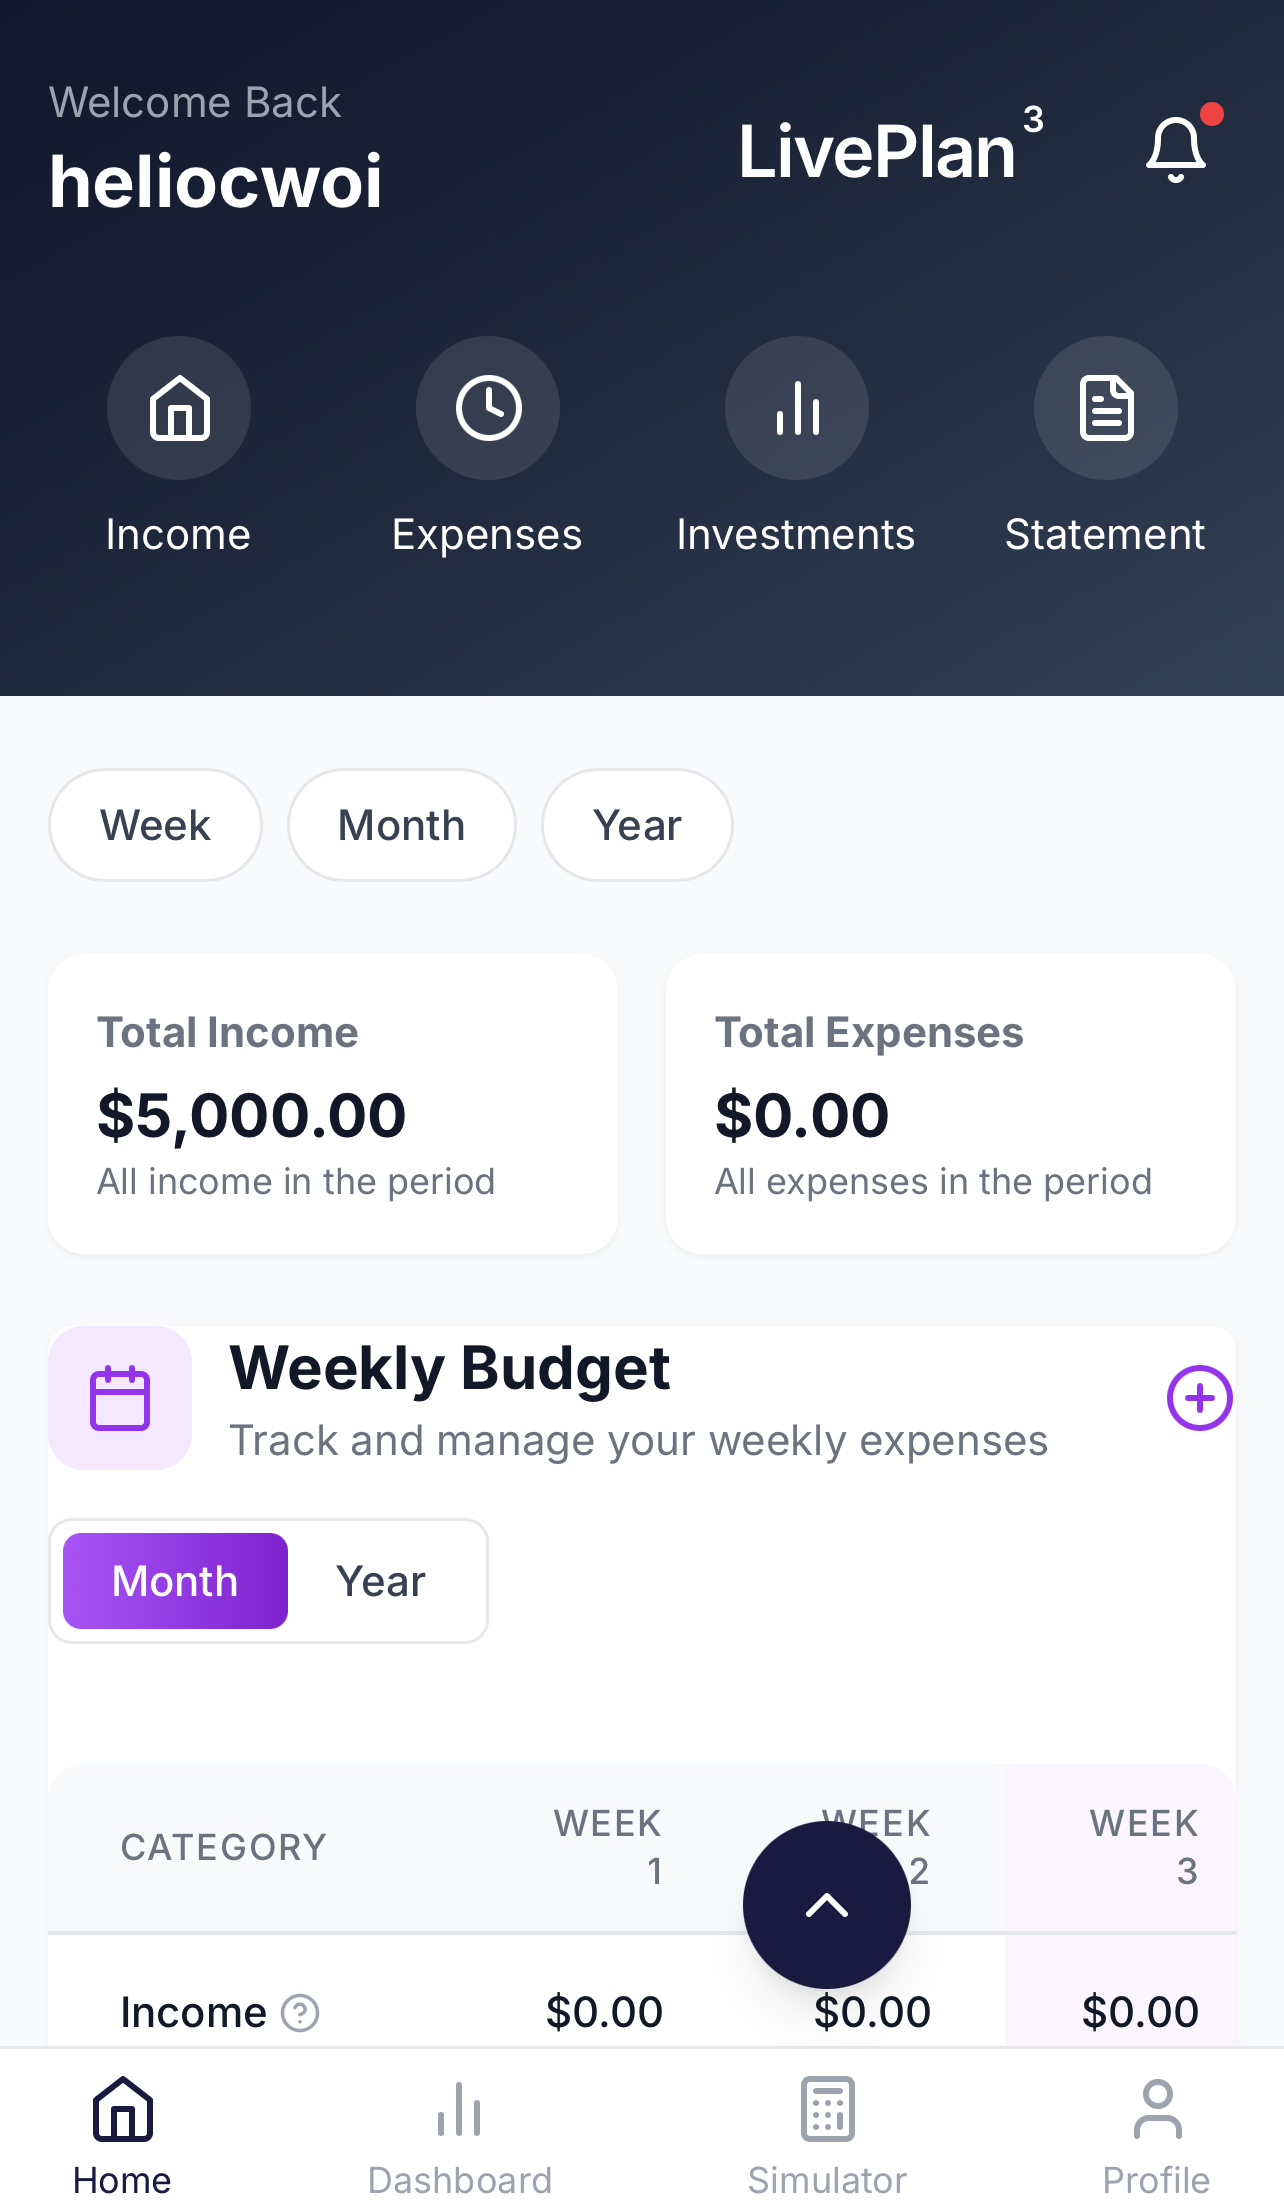 Welcome Back
heliocwoi
LivePlan³
Income
Expenses
Investments
Statement
Week
Month
Year
Total Income
$5,000.00
All income in the period
Total Expenses
$0.00
All expenses in the period
Weekly Budget
Track and manage your weekly expenses
Month
Year
CATEGORY
WEEK
1
WEEK
2
WEEK
3
Income
$0.00
$0.00
$0.00
Home
Dashboard
Simulator
Profile